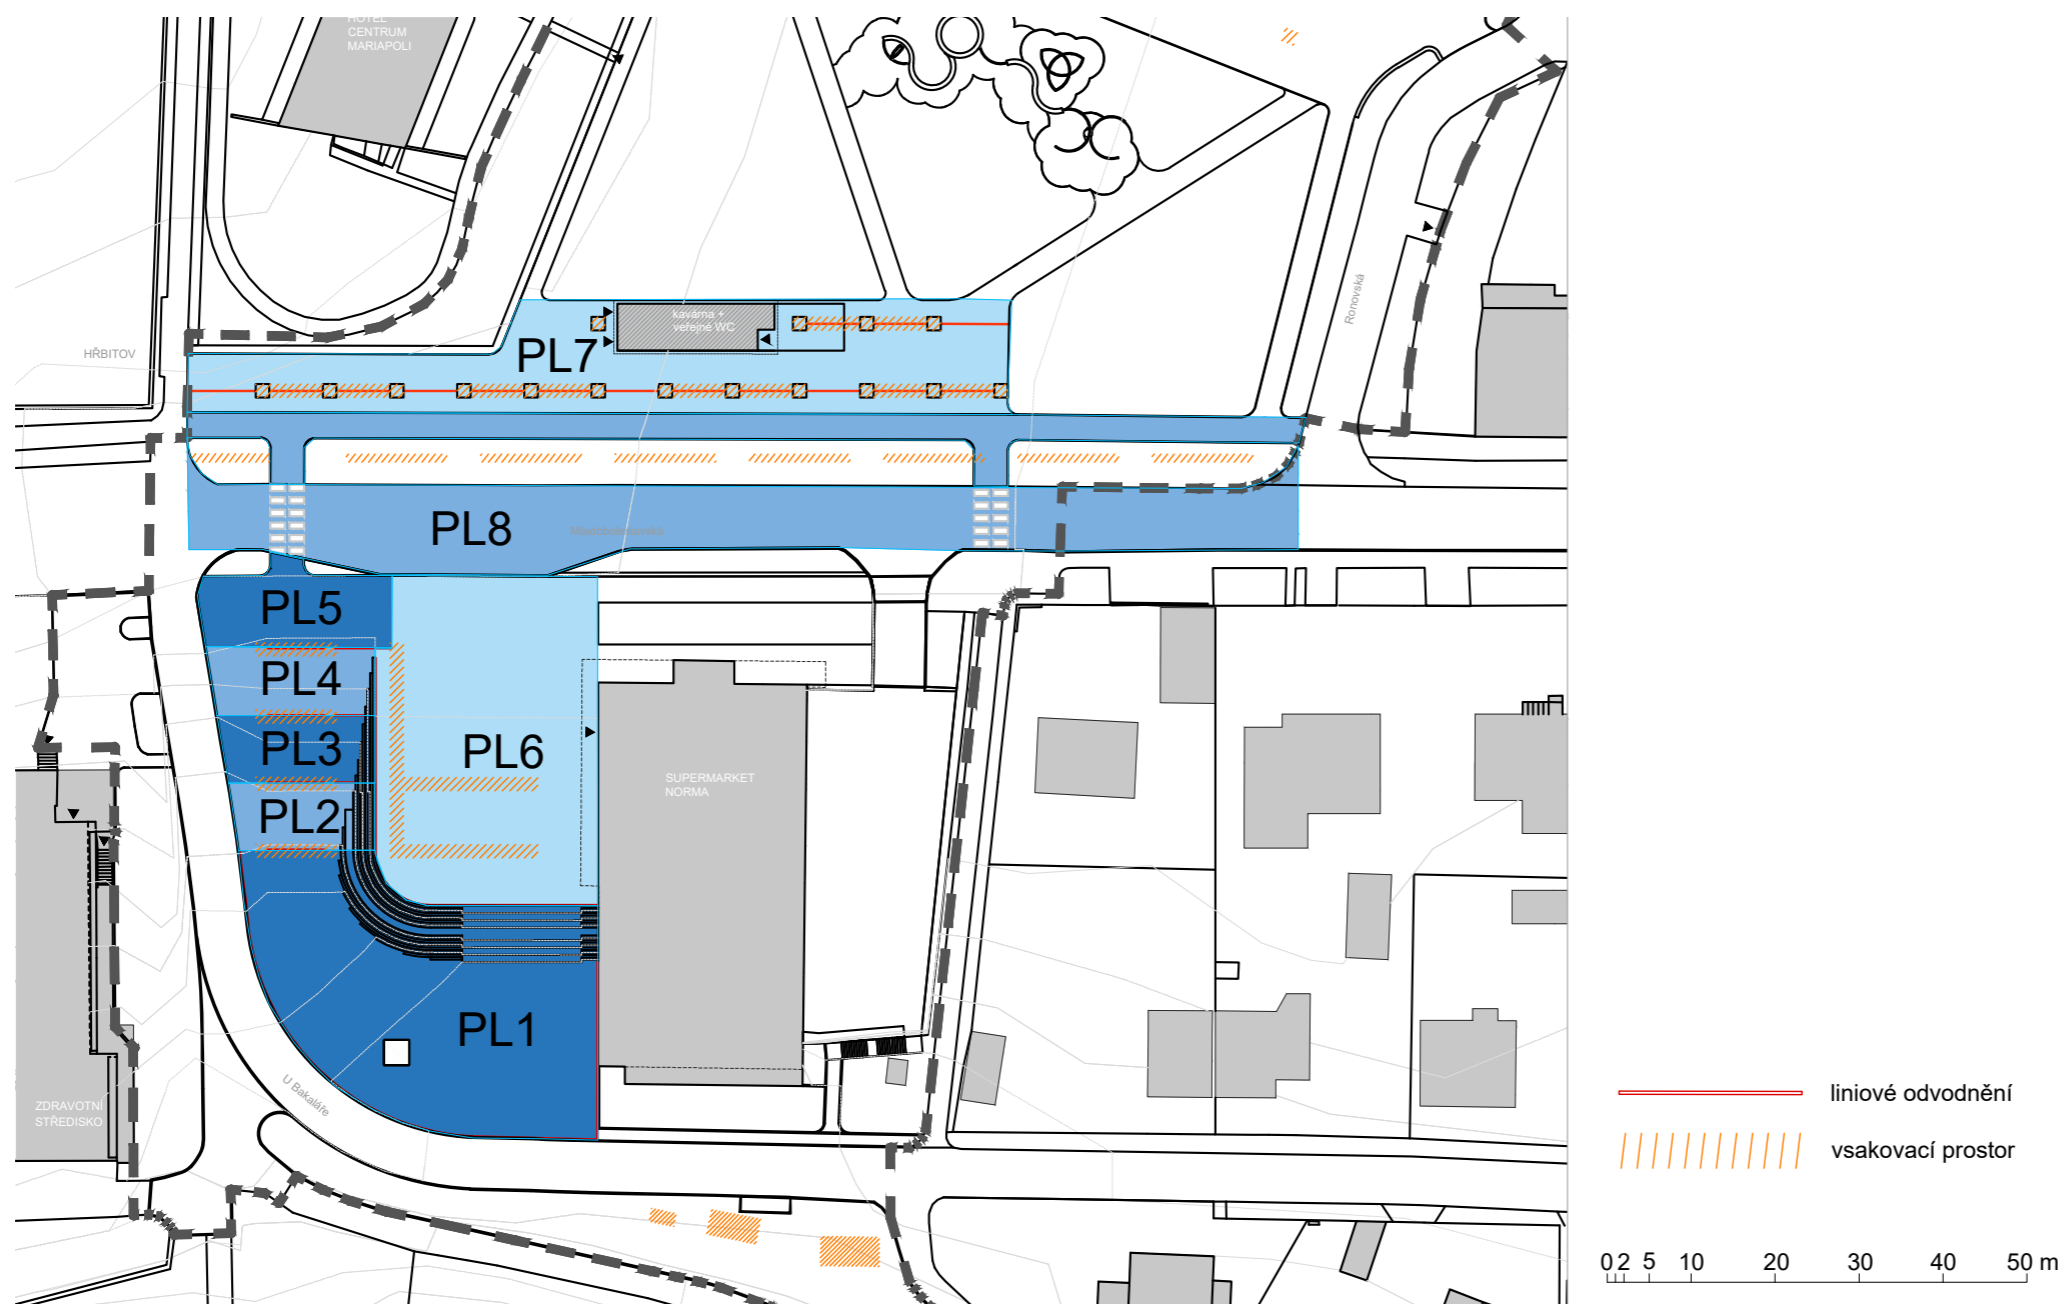 HOTEL
CENTRUM
MARIAPOLI
Ronovská
HŘBITOV
kavárna +
veřejné WC
PL7
PL8
PL5
PL4
PL3
PL2
PL6
SUPERMARKET
NORMA
PL1
U Bakaláře
ZDRAVOTNÍ
STŘEDISKO
liniové odvodnění
vsakovací prostor
0 2 5 10 20 30 40 50 m